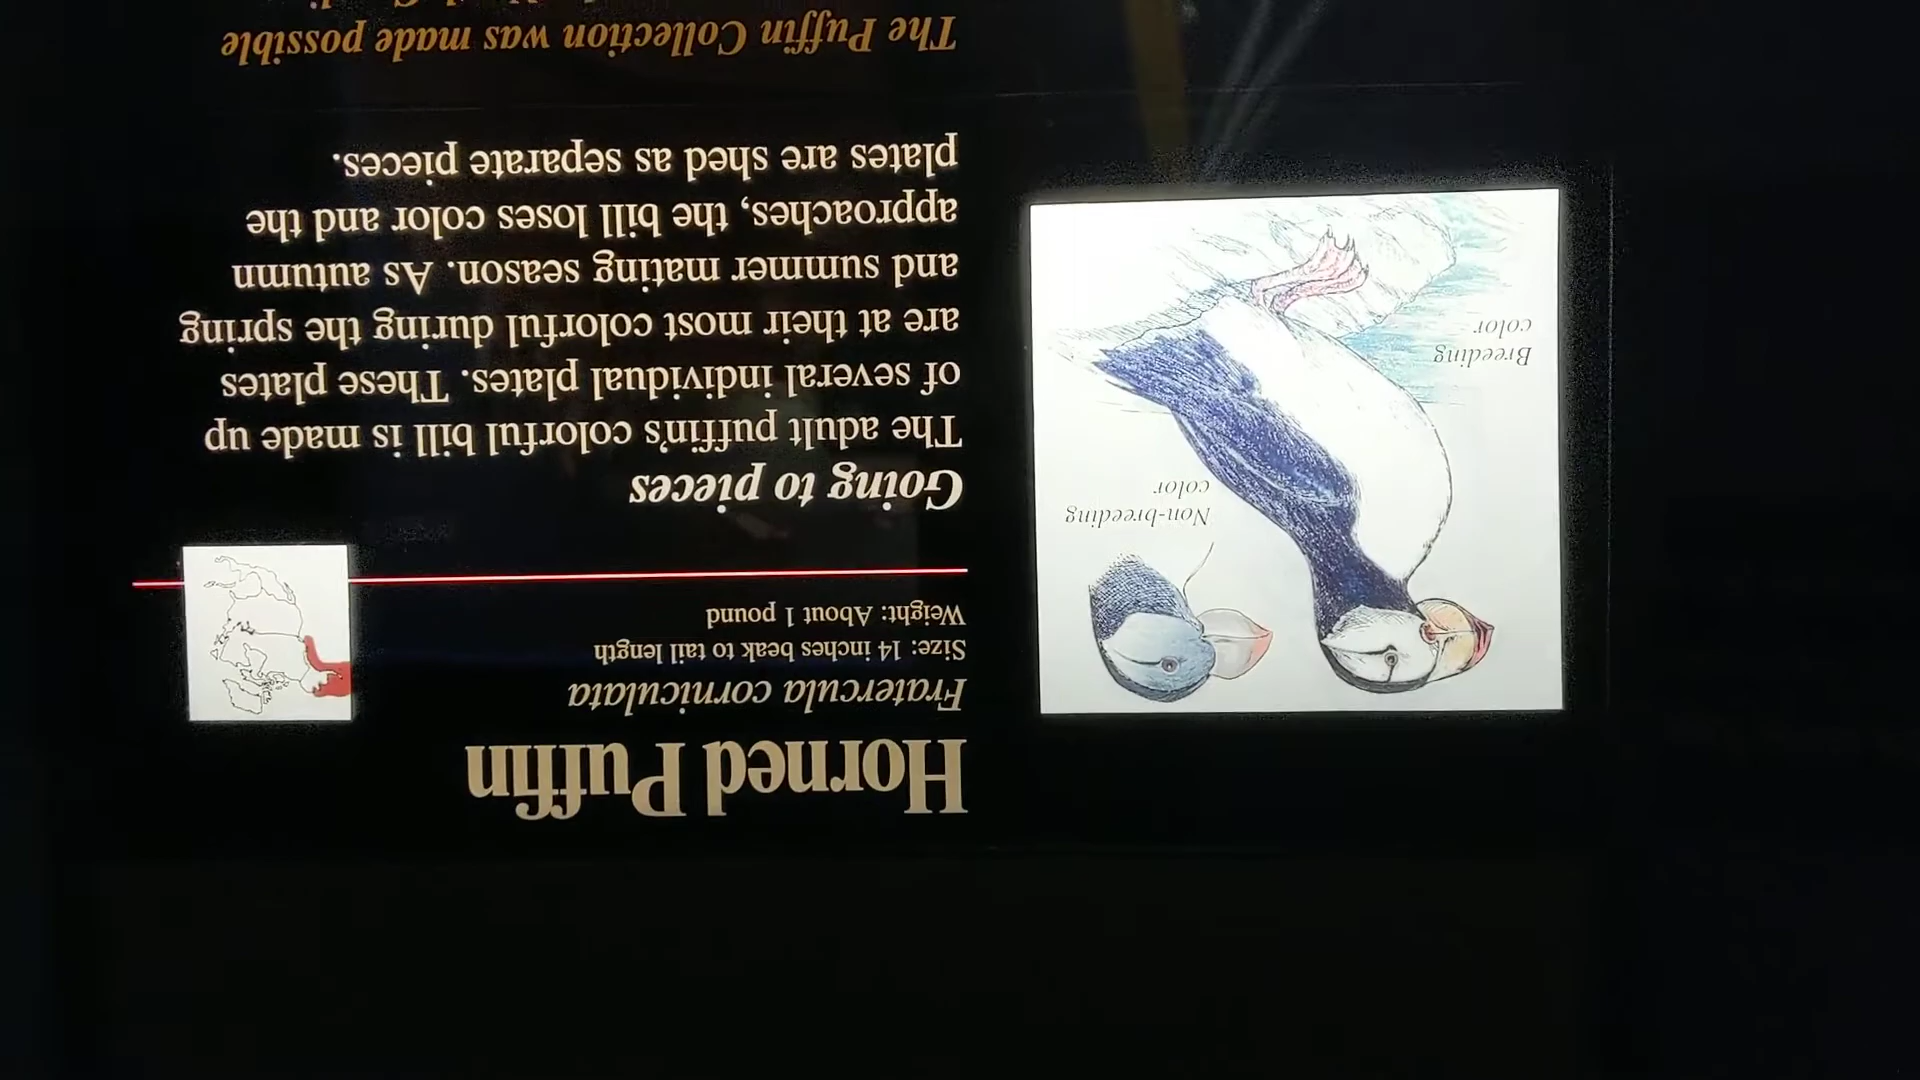 Horned Puffin
Fratercula corniculata
Size: 14 inches beak to tail length
Weight: About 1 pound
Going to pieces
The adult puffin's colorful bill is made up
of several individual plates. These plates
are at their most colorful during the spring
and summer mating season. As autumn
approaches, the bill loses color and the
plates are shed as separate pieces.
The Puffin Collection was made possible
Non-breeding
color
Breeding
color